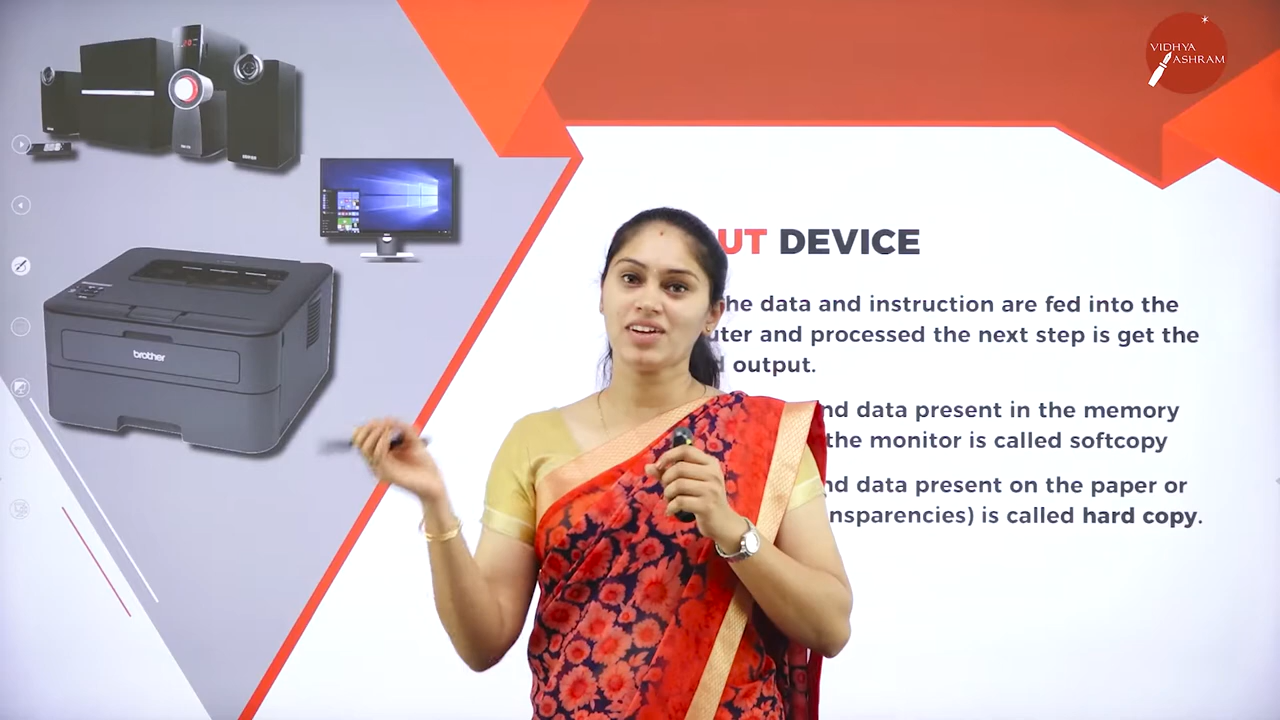 VIDHYA
ASHRAM
brother
UT DEVICE
he data and instruction are fed into the
uter and processed the next step is get the
d output.
nd data present in the memory
the monitor is called softcopy
nd data present on the paper or
nsparencies) is called hard copy.